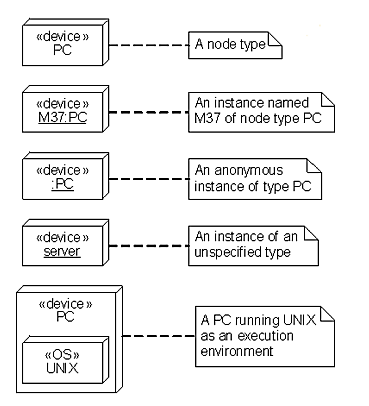 «device»
PC
A node type
«device»
M37:PC
An instance named
M37 of node type PC
«device»
:PC
An anonymous
instance of type PC
«device»
server
An instance of an
unspecified type
«device»
PC
«OS»
UNIX
A PC running UNIX
as an execution
environment